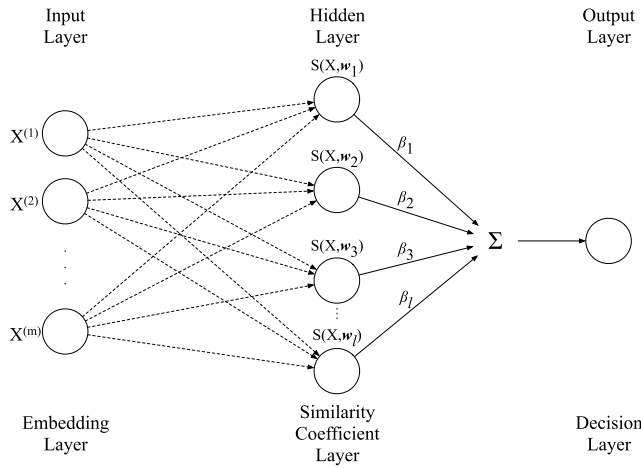 Input
Layer
Hidden
Layer
Output
Layer
S(X,w₁)
X⁽¹⁾
β₁
S(X,w₂)
X⁽²⁾
β₂
S(X,w₃)
β₃
Σ
βₗ
X⁽ᵐ⁾
S(X,wₗ)
Embedding
Layer
Similarity
Coefficient
Layer
Decision
Layer